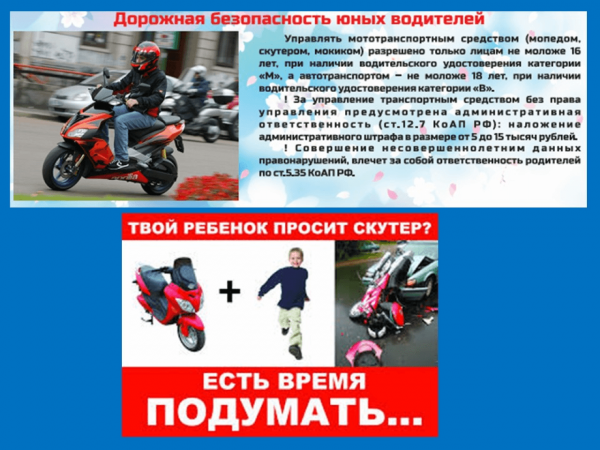 Дорожная безопасность юных водителей
Управлять мототранспортным средством (мопедом,
скутером, мокиком) разрешено только лицам не моложе 16
лет, при наличии водительского удостоверения категории
«М», а автотранспортом – не моложе 18 лет, при наличии
водительского удостоверения категории «В».
! За управление транспортным средством без права
управления предусмотрена административная
ответственность (ст.12.7 КоАП РФ): наложение
административного штрафа в размере от 5 до 15 тысяч рублей.
! Совершение несовершеннолетним данных
правонарушений, влечет за собой ответственность родителей
по ст.5.35 КоАП РФ.
ТВОЙ РЕБЕНОК ПРОСИТ СКУТЕР?
+
ЕСТЬ ВРЕМЯ
ПОДУМАТЬ...